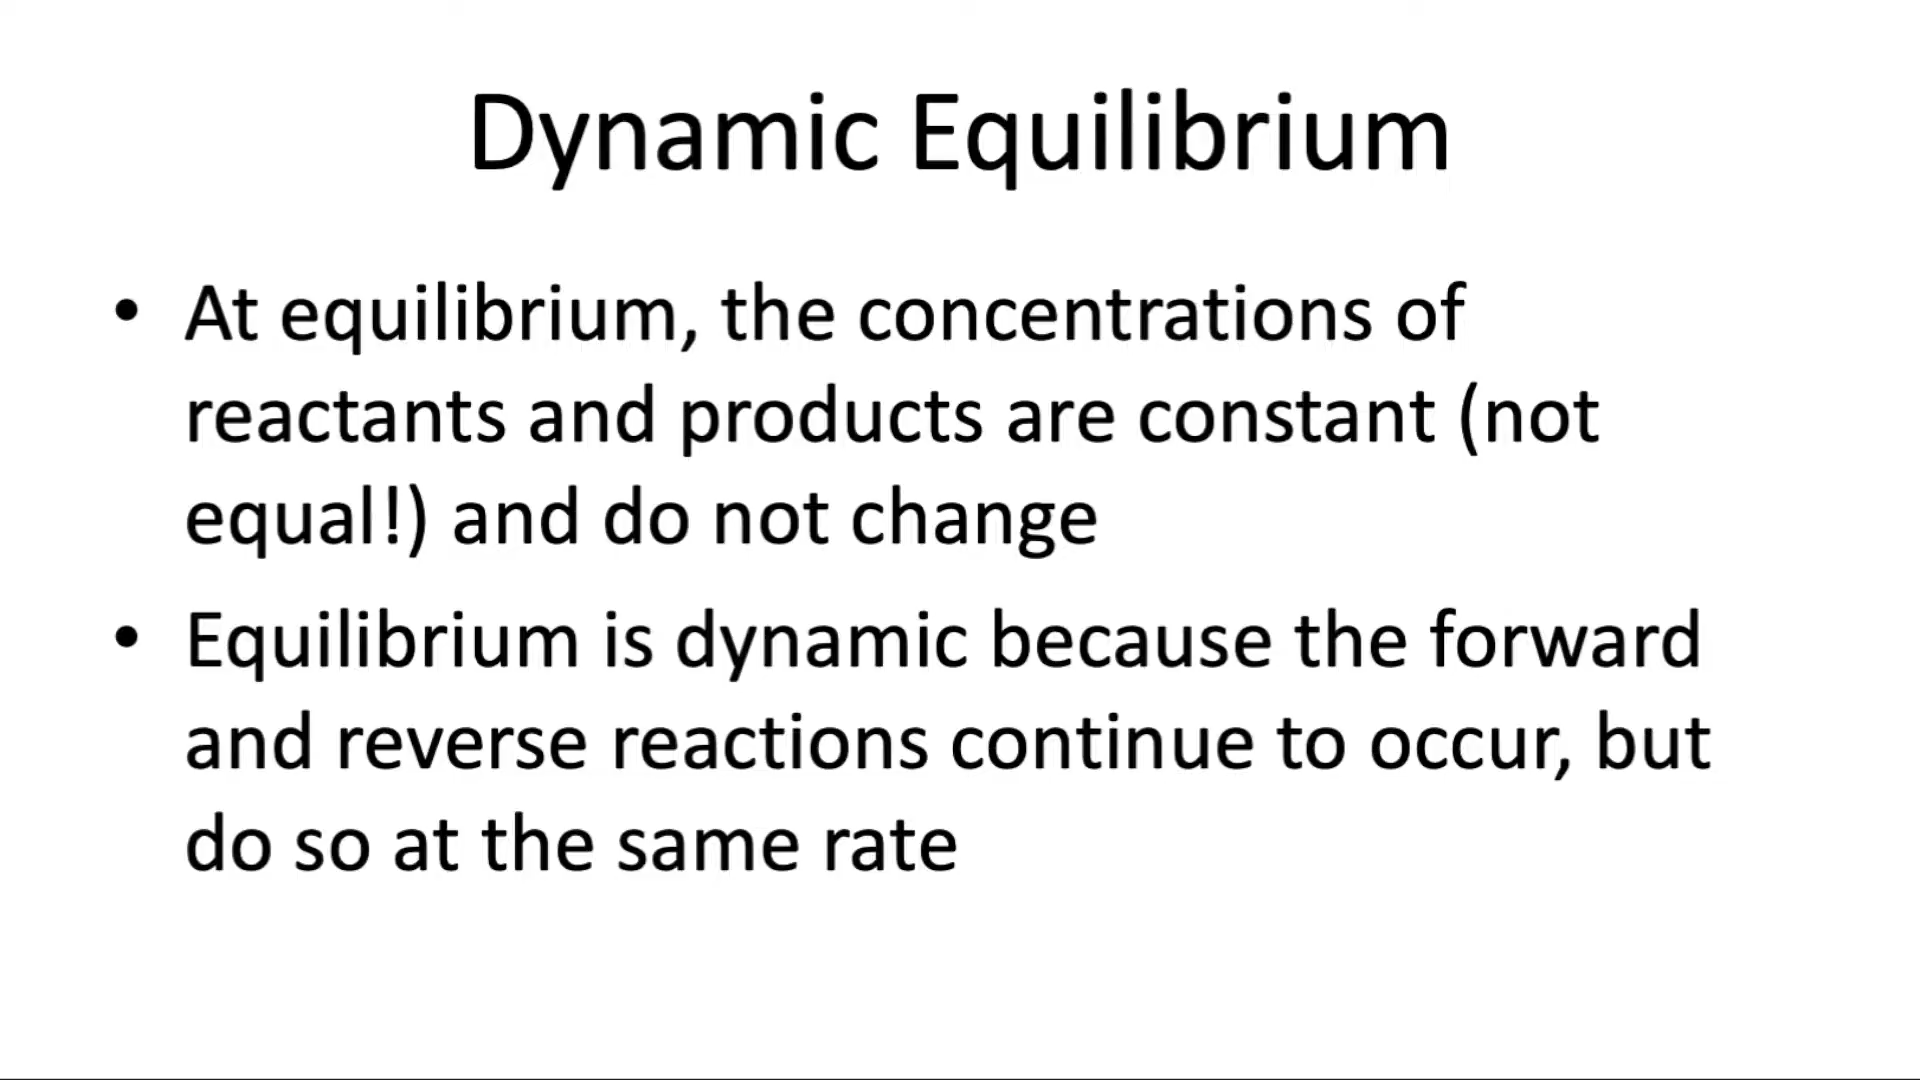 Dynamic Equilibrium
• At equilibrium, the concentrations of
reactants and products are constant (not
equal!) and do not change
• Equilibrium is dynamic because the forward
and reverse reactions continue to occur, but
do so at the same rate